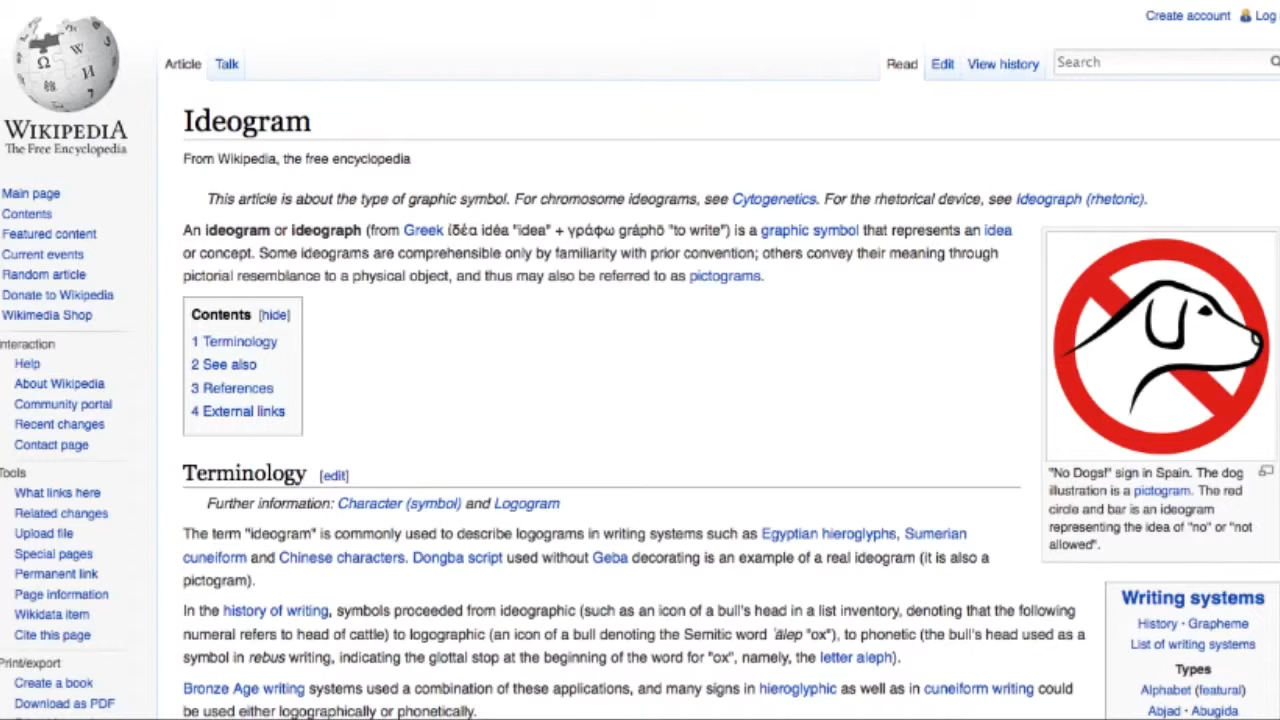 Create account Log
Article Talk Read Edit View history Search
WIKIPEDIA
The Free Encyclopedia
Main page
Contents
Featured content
Current events
Random article
Donate to Wikipedia
Wikimedia Shop
Interaction
Help
About Wikipedia
Community portal
Recent changes
Contact page
Tools
What links here
Related changes
Upload file
Special pages
Permanent link
Page information
Wikidata item
Cite this page
Print/export
Create a book
Download as PDF
Ideogram
From Wikipedia, the free encyclopedia
This article is about the type of graphic symbol. For chromosome ideograms, see Cytogenetics. For the rhetorical device, see Ideograph (rhetoric).
An ideogram or ideograph (from Greek ἰδέα idéa "idea" + γράφω gráphō "to write") is a graphic symbol that represents an idea
or concept. Some ideograms are comprehensible only by familiarity with prior convention; others convey their meaning through
pictorial resemblance to a physical object, and thus may also be referred to as pictograms.
Contents [hide]
1 Terminology
2 See also
3 References
4 External links
Terminology [edit]
Further information: Character (symbol) and Logogram
The term "ideogram" is commonly used to describe logograms in writing systems such as Egyptian hieroglyphs, Sumerian
cuneiform and Chinese characters. Dongba script used without Geba decorating is an example of a real ideogram (it is also a
pictogram).
In the history of writing, symbols proceeded from ideographic (such as an icon of a bull's head in a list inventory, denoting that the following
numeral refers to head of cattle) to logographic (an icon of a bull denoting the Semitic word ʾālep "ox"), to phonetic (the bull's head used as a
symbol in rebus writing, indicating the glottal stop at the beginning of the word for "ox", namely, the letter aleph).
Bronze Age writing systems used a combination of these applications, and many signs in hieroglyphic as well as in cuneiform writing could
be used either logographically or phonetically.
"No Dogs!" sign in Spain. The dog
illustration is a pictogram. The red
circle and bar is an ideogram
representing the idea of "no" or "not
allowed".
Writing systems
History · Grapheme
List of writing systems
Types
Alphabet (featural)
Abjad · Abugida